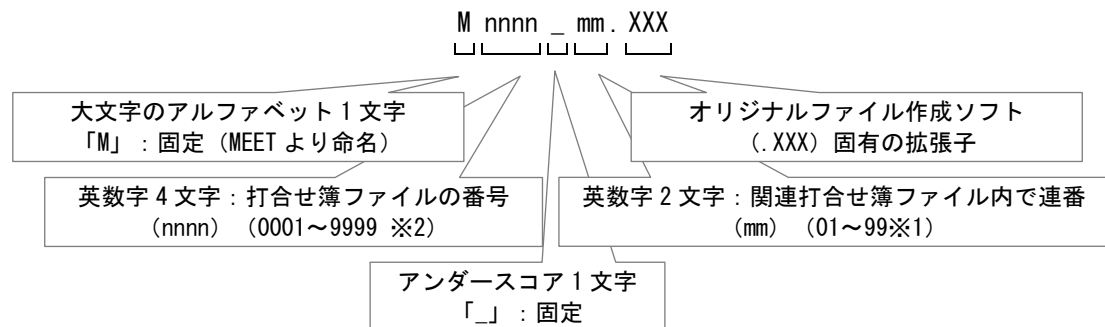 M nnnn _ mm. XXX
大文字のアルファベット1文字
「M」：固定（MEETより命名）
オリジナルファイル作成ソフト
（.XXX）固有の拡張子
英数字4文字：打合せ簿ファイルの番号
（nnnn）（0001～9999 ※2）
英数字2文字：関連打合せ簿ファイル内で連番
（mm）（01～99※1）
アンダースコア1文字
「_」：固定